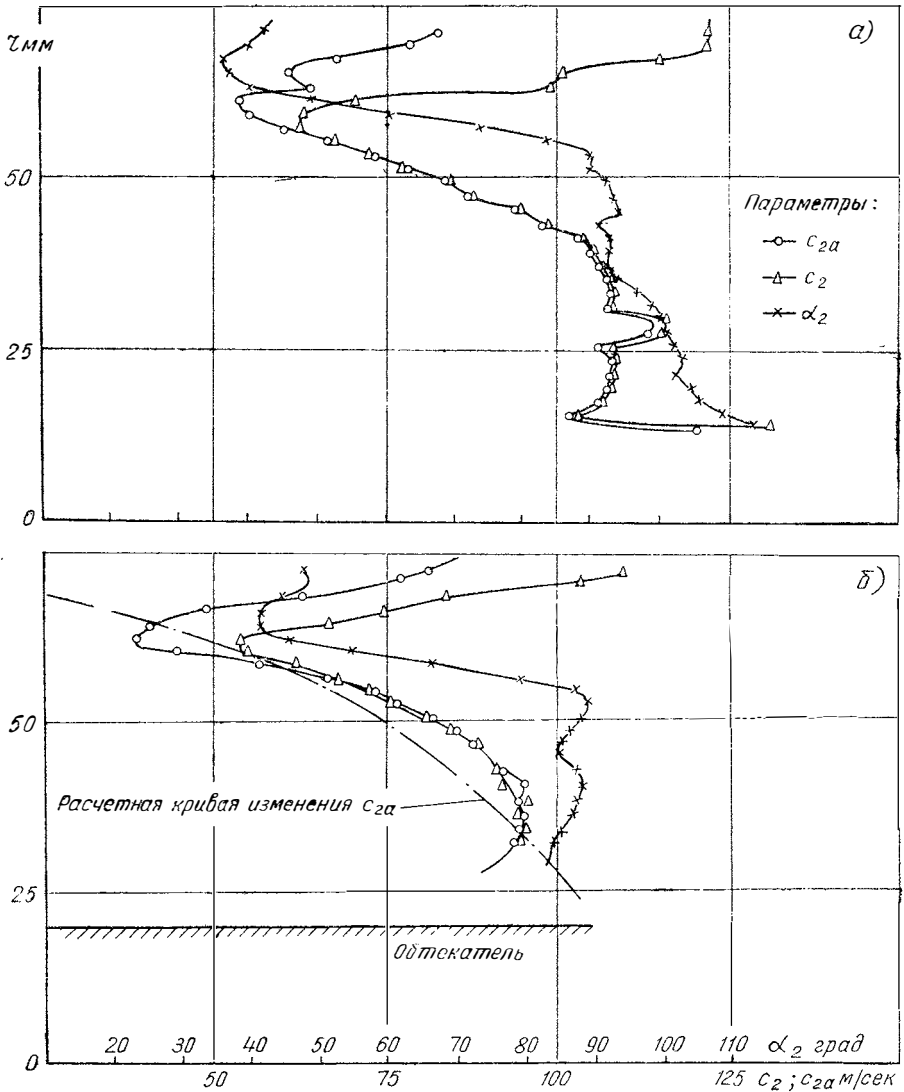 r мм
а)
50
Параметры:
c₂ₐ
c₂
α₂
25
0
б)
50
Расчетная кривая изменения c₂ₐ
25
Обтекатель
0
20 30 40 50 60 70 80 90 100 110 α₂ град
50 75 100 125 c₂; c₂ₐ м/сек